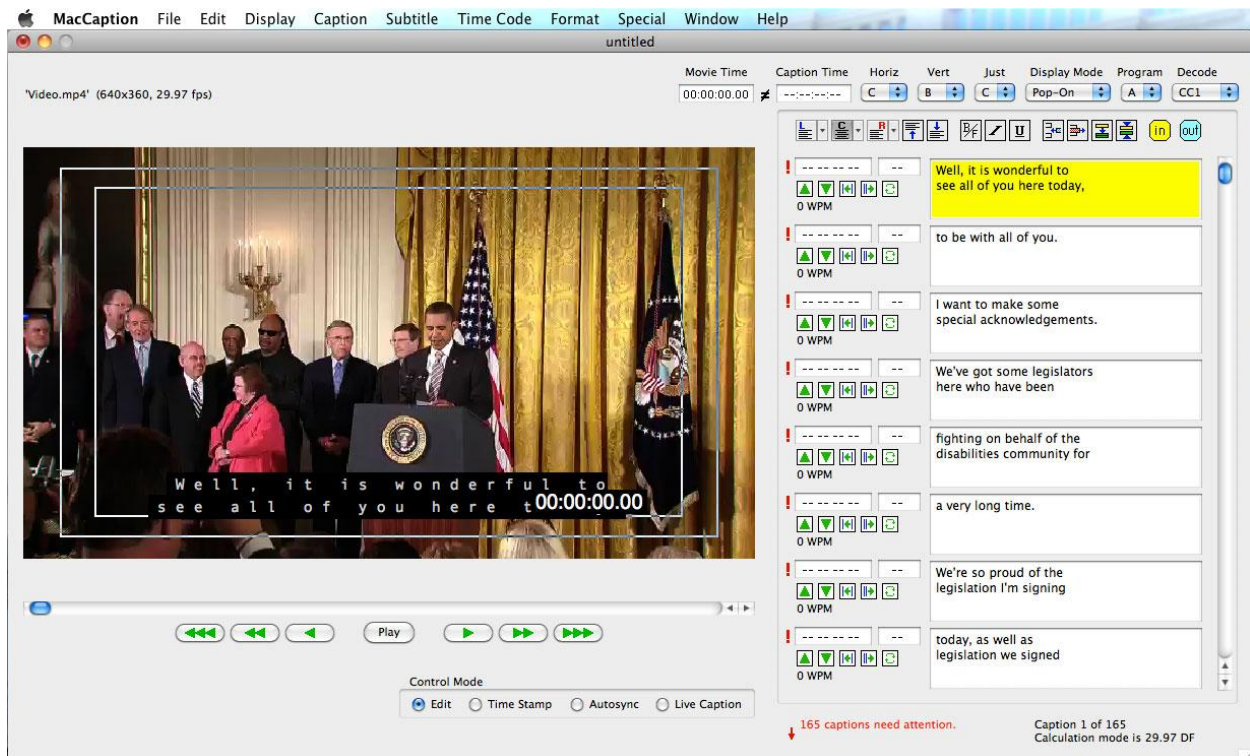 MacCaption File Edit Display Caption Subtitle Time Code Format Special Window Help
untitled
'Video.mp4' (640x360, 29.97 fps)
Movie Time Caption Time Horiz Vert Just Display Mode Program Decode
00:00:00.00 ≠ --:--:--:-- C B C Pop-On A CC1
L C R B/F I U in out
! -- -- -- -- --
0 WPM
Well, it is wonderful to
see all of you here today,
! -- -- -- -- --
0 WPM
to be with all of you.
! -- -- -- -- --
0 WPM
I want to make some
special acknowledgements.
! -- -- -- -- --
0 WPM
We've got some legislators
here who have been
! -- -- -- -- --
0 WPM
fighting on behalf of the
disabilities community for
! -- -- -- -- --
0 WPM
a very long time.
! -- -- -- -- --
0 WPM
We're so proud of the
legislation I'm signing
! -- -- -- -- --
0 WPM
today, as well as
legislation we signed
Well, it is wonderful to
see all of you here t
00:00:00.00
Play
Control Mode
Edit Time Stamp Autosync Live Caption
165 captions need attention.
Caption 1 of 165
Calculation mode is 29.97 DF